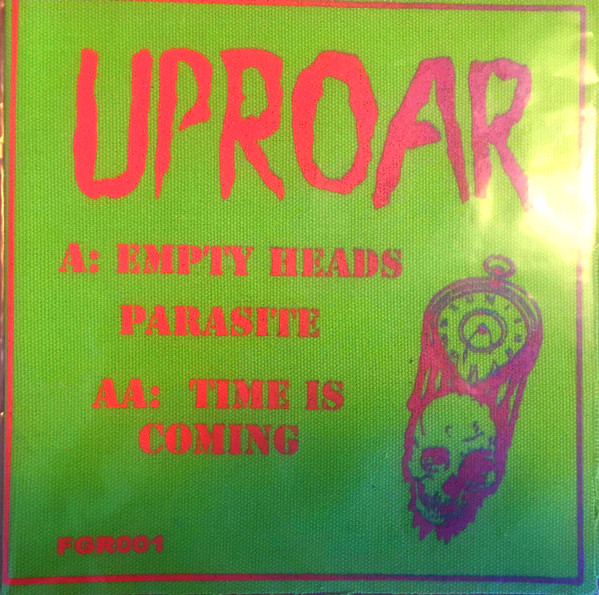 UPROAR
A: EMPTY HEADS
PARASITE
AA: TIME IS
COMING
FGR001